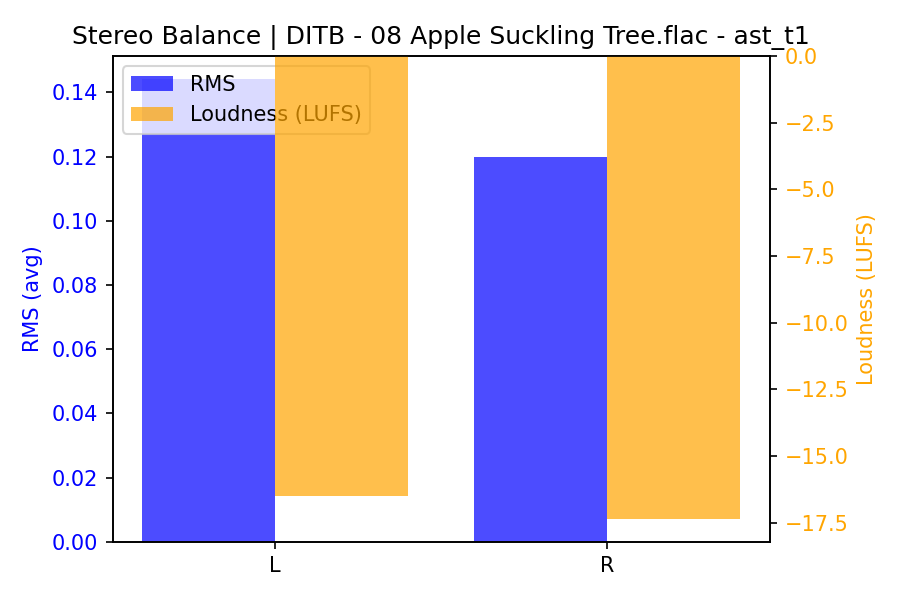 Stereo Balance | DITB - 08 Apple Suckling Tree.flac - ast_t1
RMS
Loudness (LUFS)
RMS (avg)
0.14
0.12
0.10
0.08
0.06
0.04
0.02
0.00
L
R
0.0
−2.5
−5.0
−7.5
−10.0
−12.5
−15.0
−17.5
Loudness (LUFS)